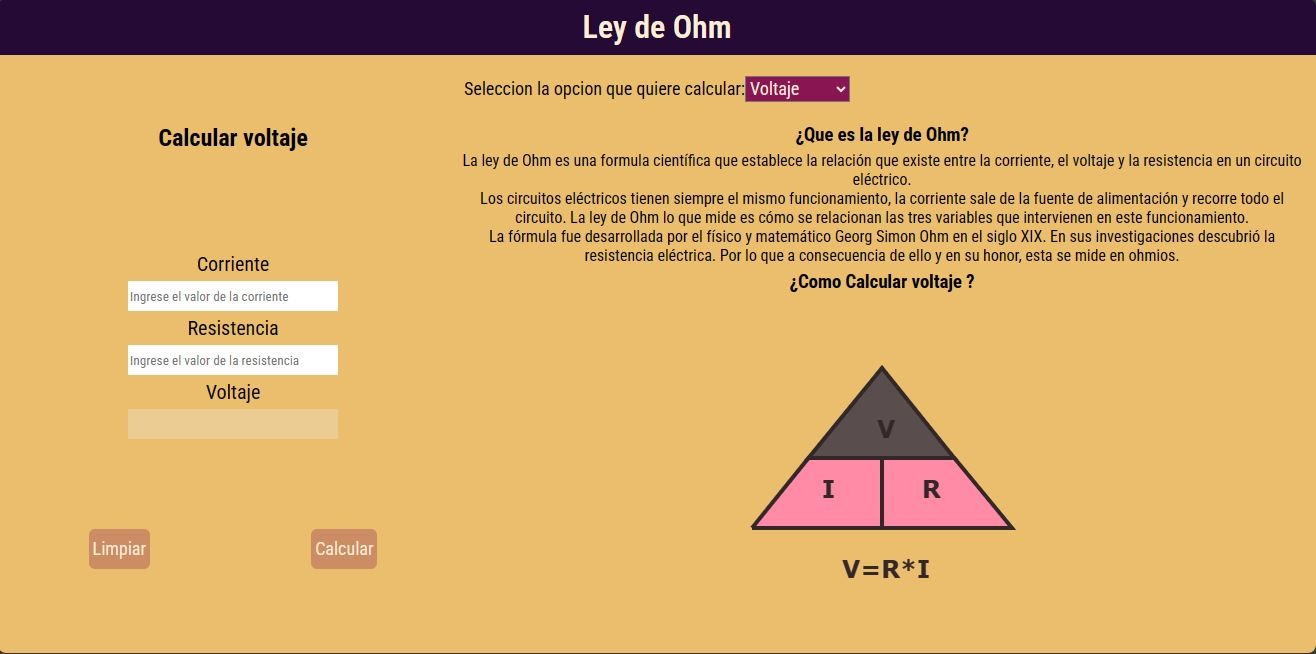 Ley de Ohm
Seleccion la opcion que quiere calcular: Voltaje
Calcular voltaje
Corriente
Ingrese el valor de la corriente
Resistencia
Ingrese el valor de la resistencia
Voltaje
Limpiar
Calcular
¿Que es la ley de Ohm?
La ley de Ohm es una formula científica que establece la relación que existe entre la corriente, el voltaje y la resistencia en un circuito
eléctrico.
Los circuitos eléctricos tienen siempre el mismo funcionamiento, la corriente sale de la fuente de alimentación y recorre todo el
circuito. La ley de Ohm lo que mide es cómo se relacionan las tres variables que intervienen en este funcionamiento.
La fórmula fue desarrollada por el físico y matemático Georg Simon Ohm en el siglo XIX. En sus investigaciones descubrió la
resistencia eléctrica. Por lo que a consecuencia de ello y en su honor, esta se mide en ohmios.
¿Como Calcular voltaje ?
V
I R
V=R*I